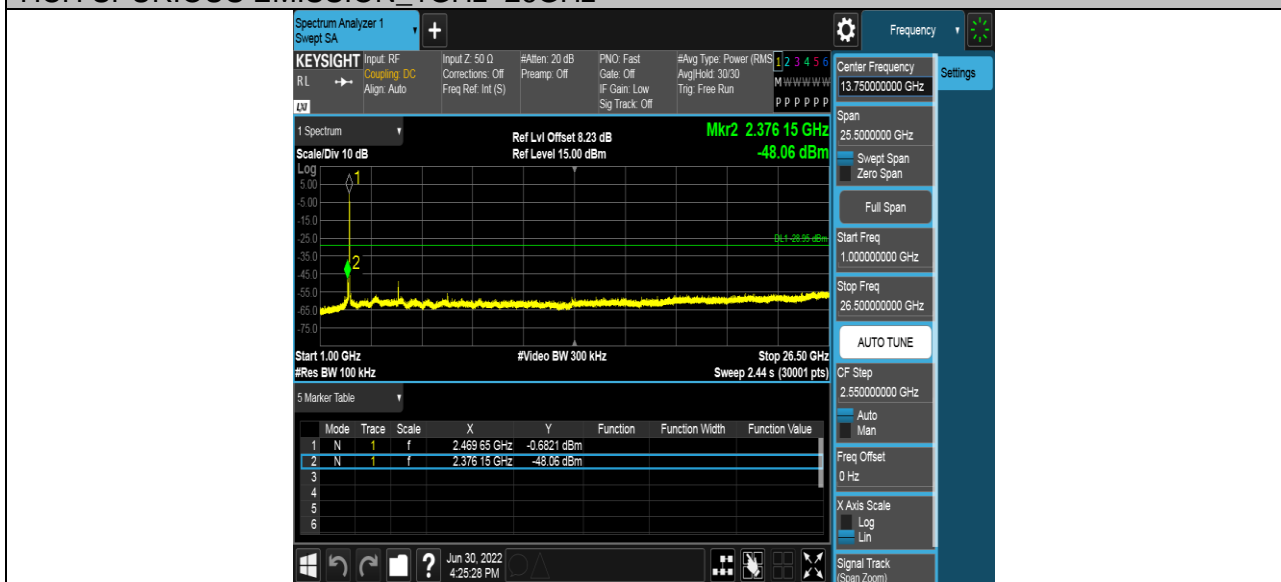 Spectrum Analyzer 1
Swept SA
+
Frequency
KEYSIGHT
RL
LXI
Input: RF
Coupling: DC
Align: Auto
Input Z: 50 Ω
Corrections: Off
Freq Ref: Int (S)
#Atten: 20 dB
Preamp: Off
PNO: Fast
Gate: Off
IF Gain: Low
Sig Track: Off
#Avg Type: Power (RMS
Avg|Hold: 30/30
Trig: Free Run
1 2 3 4 5 6
M W W W W W
P P P P P P
Center Frequency
13.750000000 GHz
Settings
Span
25.5000000 GHz
Swept Span
Zero Span
Full Span
Start Freq
1.000000000 GHz
Stop Freq
26.500000000 GHz
AUTO TUNE
CF Step
2.550000000 GHz
Auto
Man
Freq Offset
0 Hz
X Axis Scale
Log
Lin
Signal Track
(Span Zoom)
1 Spectrum
Scale/Div 10 dB
Ref Lvl Offset 8.23 dB
Ref Level 15.00 dBm
Mkr2 2.376 15 GHz
-48.06 dBm
Log
5.00
-5.00
-15.0
-25.0
-35.0
-45.0
-55.0
-65.0
-75.0
1
2
DL1 -28.95 dBm
Start 1.00 GHz
#Res BW 100 kHz
#Video BW 300 kHz
Stop 26.50 GHz
Sweep 2.44 s (30001 pts)
5 Marker Table
Mode Trace Scale X Y Function Function Width Function Value
1 N 1 f 2.469 65 GHz -0.6821 dBm
2 N 1 f 2.376 15 GHz -48.06 dBm
3
4
5
6
?
Jun 30, 2022
4:25:28 PM